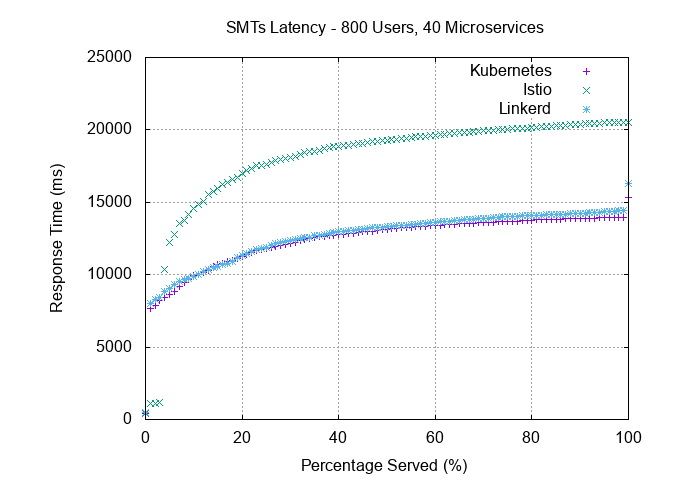 SMTs Latency - 800 Users, 40 Microservices
25000
20000
15000
10000
5000
0
Response Time (ms)
Kubernetes
Istio
Linkerd
0 20 40 60 80 100
Percentage Served (%)